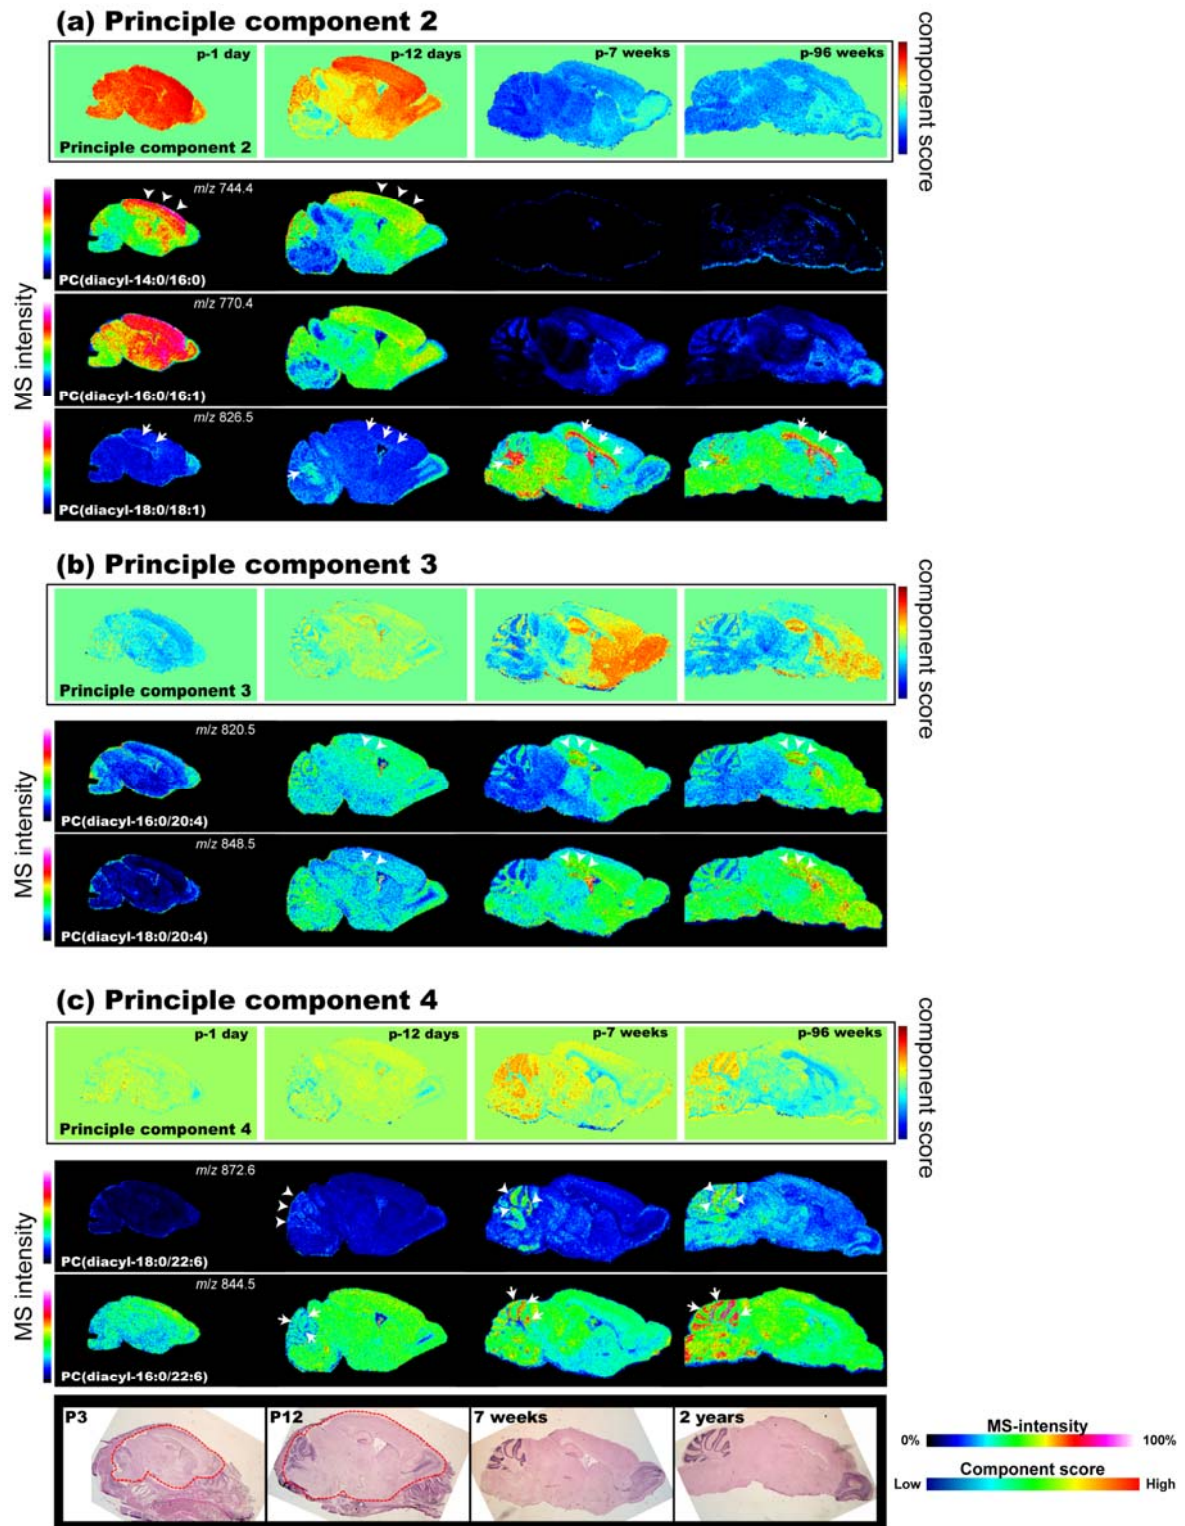 (a) Principle component 2
p-1 day
p-12 days
p-7 weeks
p-96 weeks
Principle component 2
component score
m/z 744.4
PC(diacyl-14:0/16:0)
m/z 770.4
PC(diacyl-16:0/16:1)
m/z 826.5
PC(diacyl-18:0/18:1)
MS intensity
(b) Principle component 3
Principle component 3
component score
m/z 820.5
PC(diacyl-16:0/20:4)
m/z 848.5
PC(diacyl-18:0/20:4)
MS intensity
(c) Principle component 4
p-1 day
p-12 days
p-7 weeks
p-96 weeks
Principle component 4
component score
m/z 872.6
PC(diacyl-18:0/22:6)
m/z 844.5
PC(diacyl-16:0/22:6)
MS intensity
P3
P12
7 weeks
2 years
MS-intensity
0%
100%
Component score
Low
High